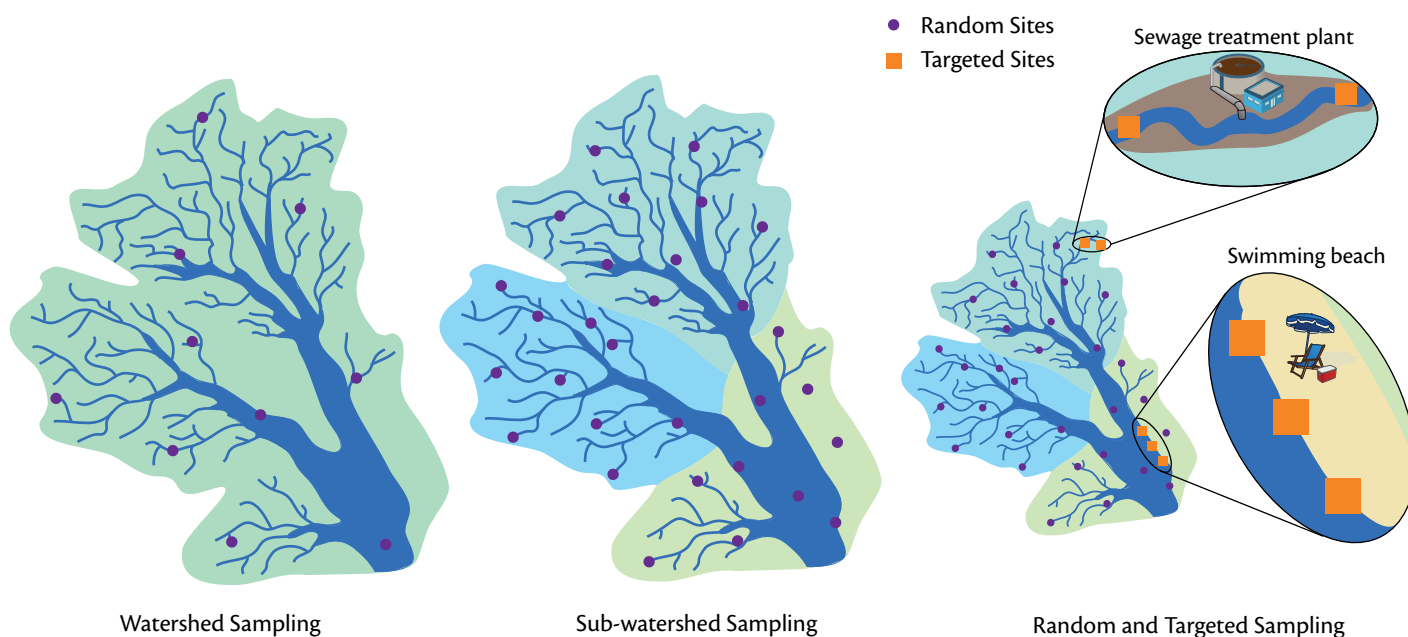 Random Sites
Targeted Sites
Sewage treatment plant
Swimming beach
Watershed Sampling
Sub-watershed Sampling
Random and Targeted Sampling